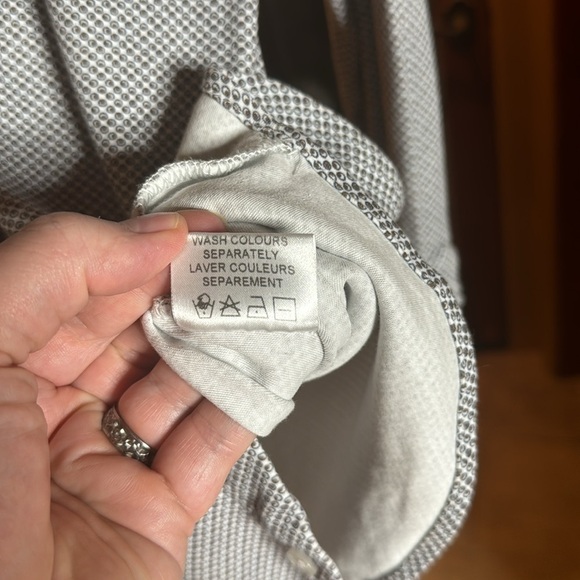 WASH COLOURS
SEPARATELY
LAVER COULEURS
SEPAREMENT